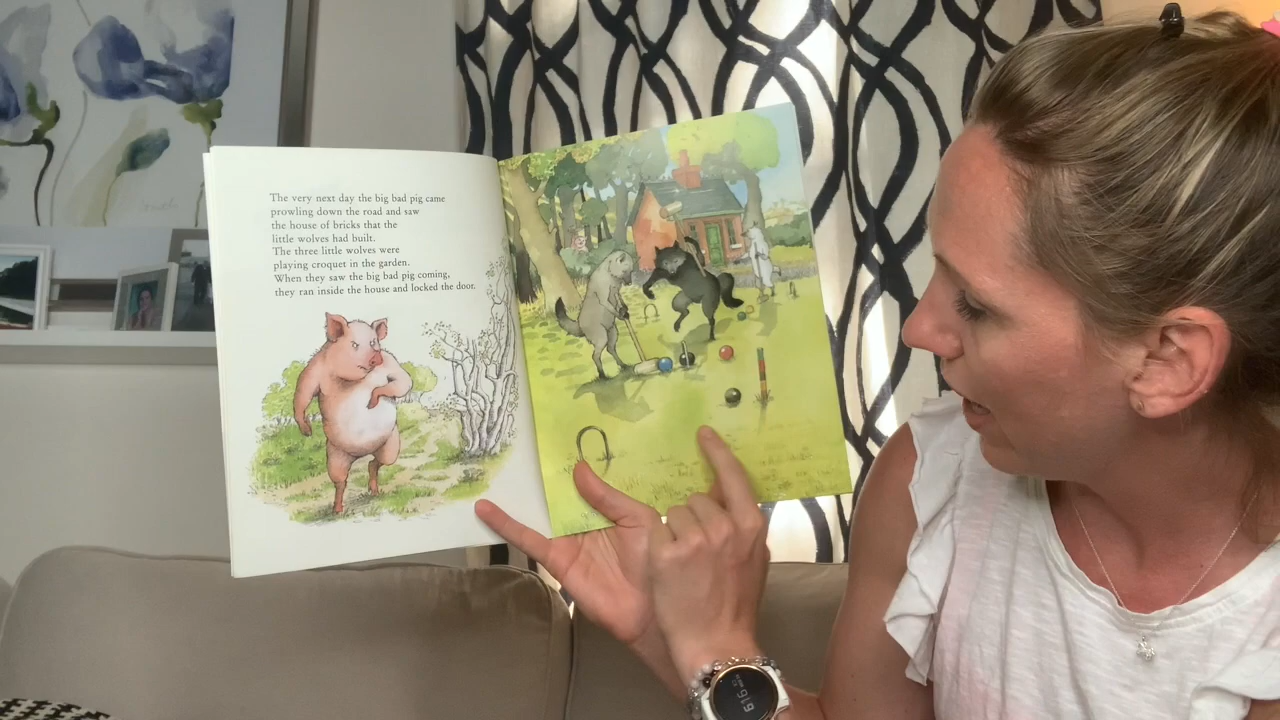 The very next day the big bad pig came
prowling down the road and saw
the house of bricks that the
little wolves had built.
The three little wolves were
playing croquet in the garden.
When they saw the big bad pig coming,
they ran inside the house and locked the door.